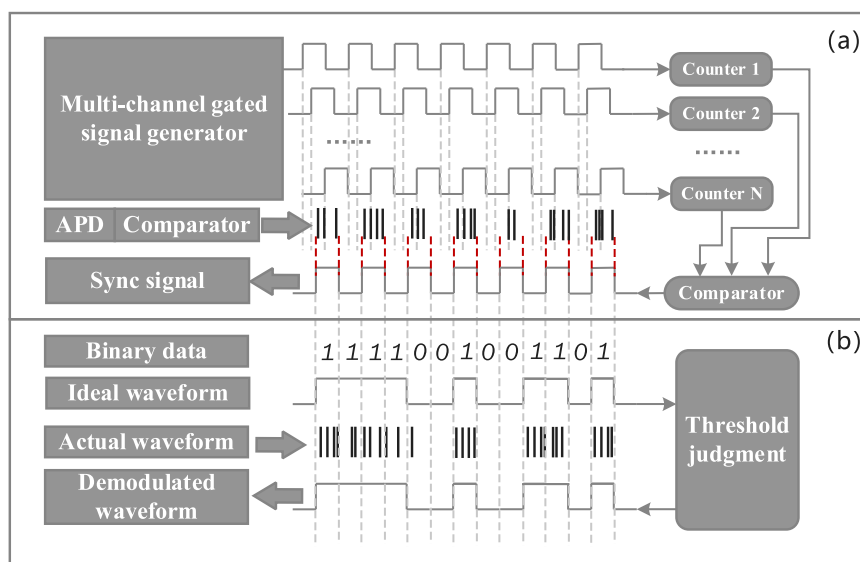 (a)
Multi-channel gated
signal generator
Counter 1
Counter 2
......
......
Counter N
APD Comparator
Sync signal
Comparator
(b)
Binary data
1 1 1 1 0 0 1 0 0 1 1 0 1
Ideal waveform
Actual waveform
Threshold
judgment
Demodulated
waveform